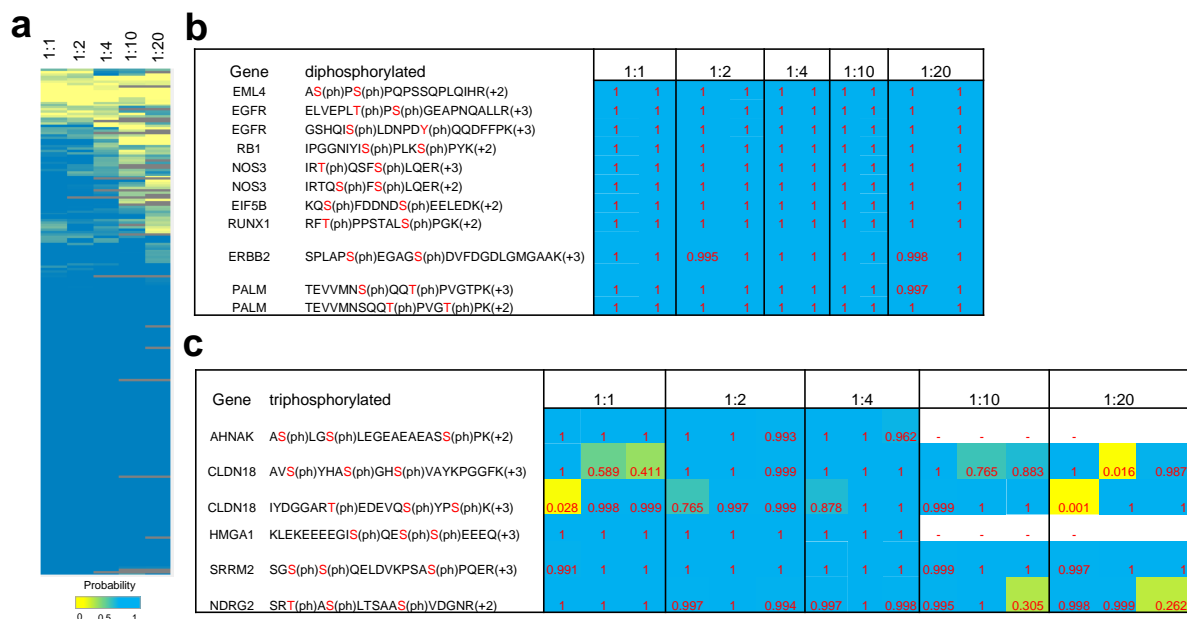 a
1:1 1:2 1:4 1:10 1:20
Probability
0 0.5 1
b
Gene diphosphorylated 1:1 1:2 1:4 1:10 1:20
EML4 AS(ph)PS(ph)PQPSSQPLQIHR(+2) 1 1 1 1 1 1 1 1 1 1
EGFR ELVEPLT(ph)PS(ph)GEAPNQALLR(+3) 1 1 1 1 1 1 1 1 1 1
EGFR GSHQIS(ph)LDNPDY(ph)QQDFFPK(+3) 1 1 1 1 1 1 1 1 1 1
RB1 IPGGNIYIS(ph)PLKS(ph)PYK(+2) 1 1 1 1 1 1 1 1 1 1
NOS3 IRT(ph)QSFS(ph)LQER(+3) 1 1 1 1 1 1 1 1 1 1
NOS3 IRTQS(ph)FS(ph)LQER(+2) 1 1 1 1 1 1 1 1 1 1
EIF5B KQS(ph)FDDNDS(ph)EELEDK(+2) 1 1 1 1 1 1 1 1 1 1
RUNX1 RFT(ph)PPSTALS(ph)PGK(+2) 1 1 1 1 1 1 1 1 1 1
ERBB2 SPLAPS(ph)EGAGS(ph)DVFDGDLGMGAAK(+3) 1 1 0.995 1 1 1 1 1 0.998 1
PALM TEVVMNS(ph)QQT(ph)PVGTPK(+3) 1 1 1 1 1 1 1 1 0.997 1
PALM TEVVMNSQQT(ph)PVGT(ph)PK(+2) 1 1 1 1 1 1 1 1 1 1
c
Gene triphosphorylated 1:1 1:2 1:4 1:10 1:20
AHNAK AS(ph)LGS(ph)LEGEAEAEASS(ph)PK(+2) 1 1 1 1 1 0.993 1 1 0.962 - - - -
CLDN18 AVS(ph)YHAS(ph)GHS(ph)VAYKPGGFK(+3) 1 0.589 0.411 1 1 0.999 1 1 1 1 0.765 0.883 1 0.016 0.987
CLDN18 IYDGGART(ph)EDEVQS(ph)YPS(ph)K(+3) 0.028 0.998 0.999 0.765 0.997 0.999 0.878 1 1 0.999 1 1 0.001 1 1
HMGA1 KLEKEEEEGIS(ph)QES(ph)S(ph)EEEQ(+3) 1 1 1 1 1 1 1 1 1 - - - -
SRRM2 SGS(ph)S(ph)QELDVKPSAS(ph)PQER(+3) 0.991 1 1 1 1 1 1 1 1 0.999 1 1 0.997 1 1
NDRG2 SRT(ph)AS(ph)LTSAAS(ph)VDGNR(+2) 1 1 1 0.997 1 0.994 0.997 1 0.998 0.995 1 0.305 0.998 0.999 0.262